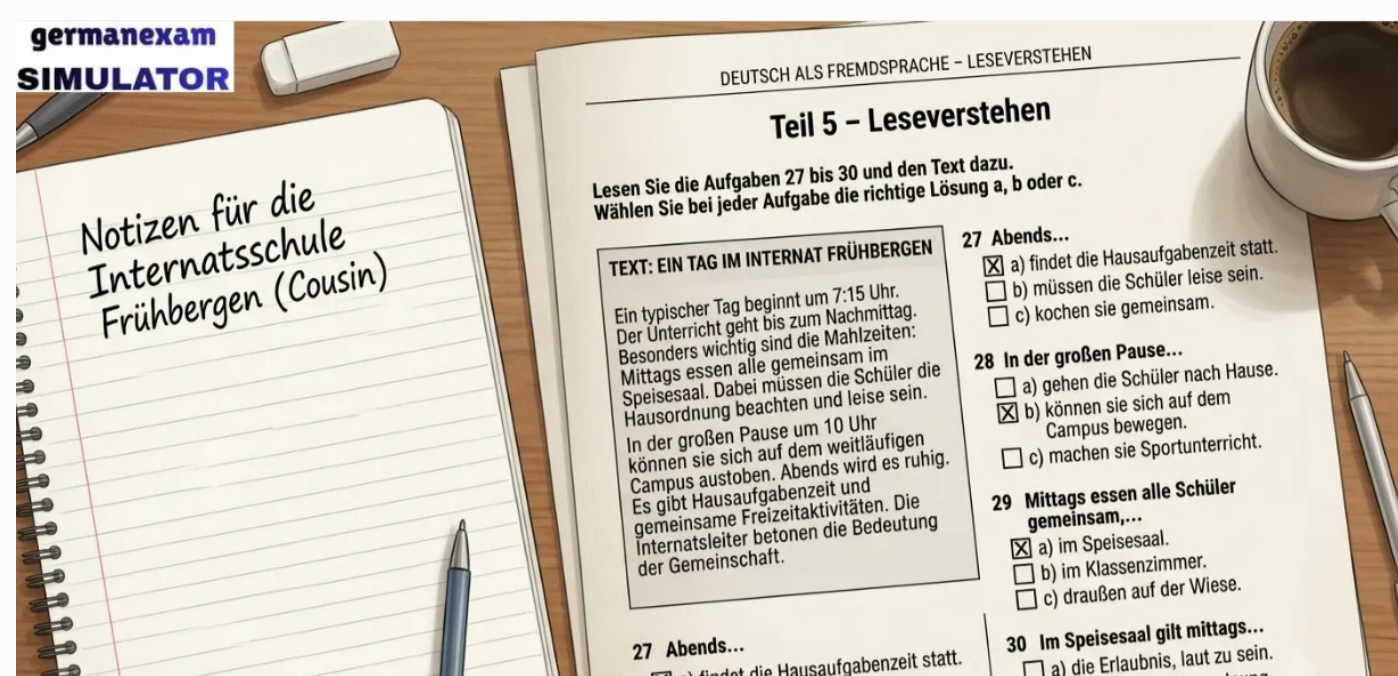 germanexam
SIMULATOR
Notizen für die
Internatsschule
Frühbergen (Cousin)
DEUTSCH ALS FREMDSPRACHE – LESEVERSTEHEN
Teil 5 – Leseverstehen
Lesen Sie die Aufgaben 27 bis 30 und den Text dazu.
Wählen Sie bei jeder Aufgabe die richtige Lösung a, b oder c.
TEXT: EIN TAG IM INTERNAT FRÜHBERGEN
Ein typischer Tag beginnt um 7:15 Uhr.
Der Unterricht geht bis zum Nachmittag.
Besonders wichtig sind die Mahlzeiten:
Mittags essen alle gemeinsam im
Speisesaal. Dabei müssen die Schüler die
Hausordnung beachten und leise sein.
In der großen Pause um 10 Uhr
können sie sich auf dem weitläufigen
Campus austoben. Abends wird es ruhig.
Es gibt Hausaufgabenzeit und
gemeinsame Freizeitaktivitäten. Die
Internatsleiter betonen die Bedeutung
der Gemeinschaft.
27 Abends...
findet die Hausaufgabenzeit statt.
27 Abends...
a) findet die Hausaufgabenzeit statt.
b) müssen die Schüler leise sein.
c) kochen sie gemeinsam.
28 In der großen Pause...
a) gehen die Schüler nach Hause.
b) können sie sich auf dem
Campus bewegen.
c) machen sie Sportunterricht.
29 Mittags essen alle Schüler
gemeinsam,...
a) im Speisesaal.
b) im Klassenzimmer.
c) draußen auf der Wiese.
30 Im Speisesaal gilt mittags...
a) die Erlaubnis, laut zu sein.